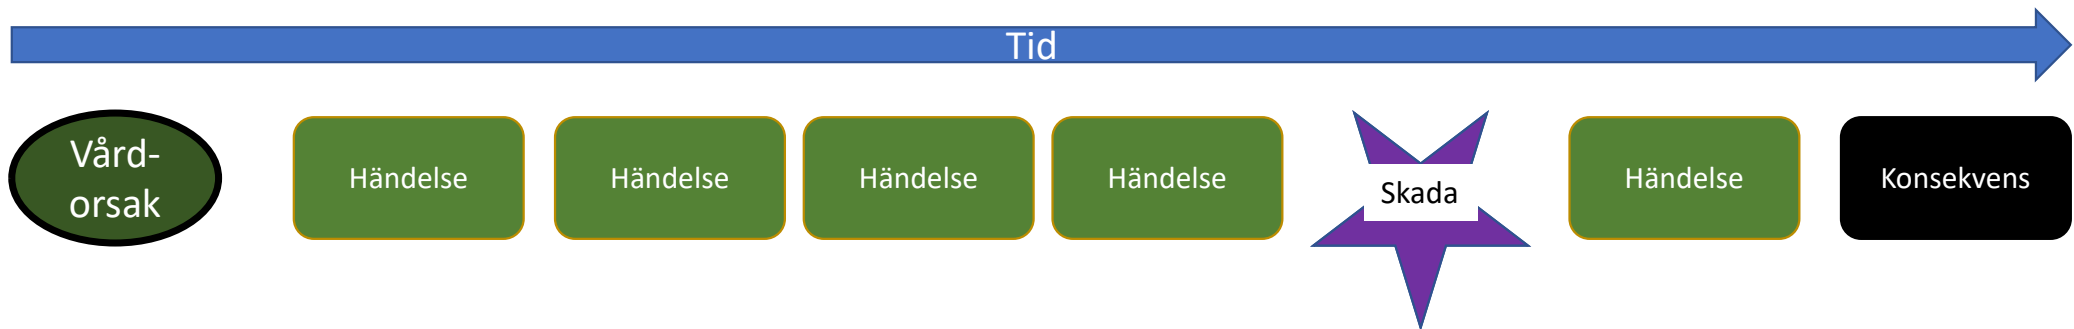 Tid
Vård-
orsak
Händelse
Händelse
Händelse
Händelse
Skada
Händelse
Konsekvens